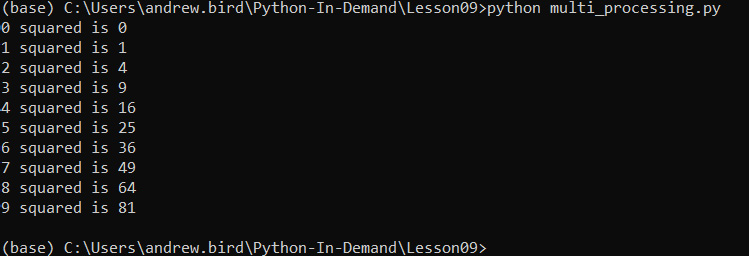 (base) C:\Users\andrew.bird\Python-In-Demand\Lesson09>python multi_processing.py
0 squared is 0
1 squared is 1
2 squared is 4
3 squared is 9
4 squared is 16
5 squared is 25
6 squared is 36
7 squared is 49
8 squared is 64
9 squared is 81
(base) C:\Users\andrew.bird\Python-In-Demand\Lesson09>